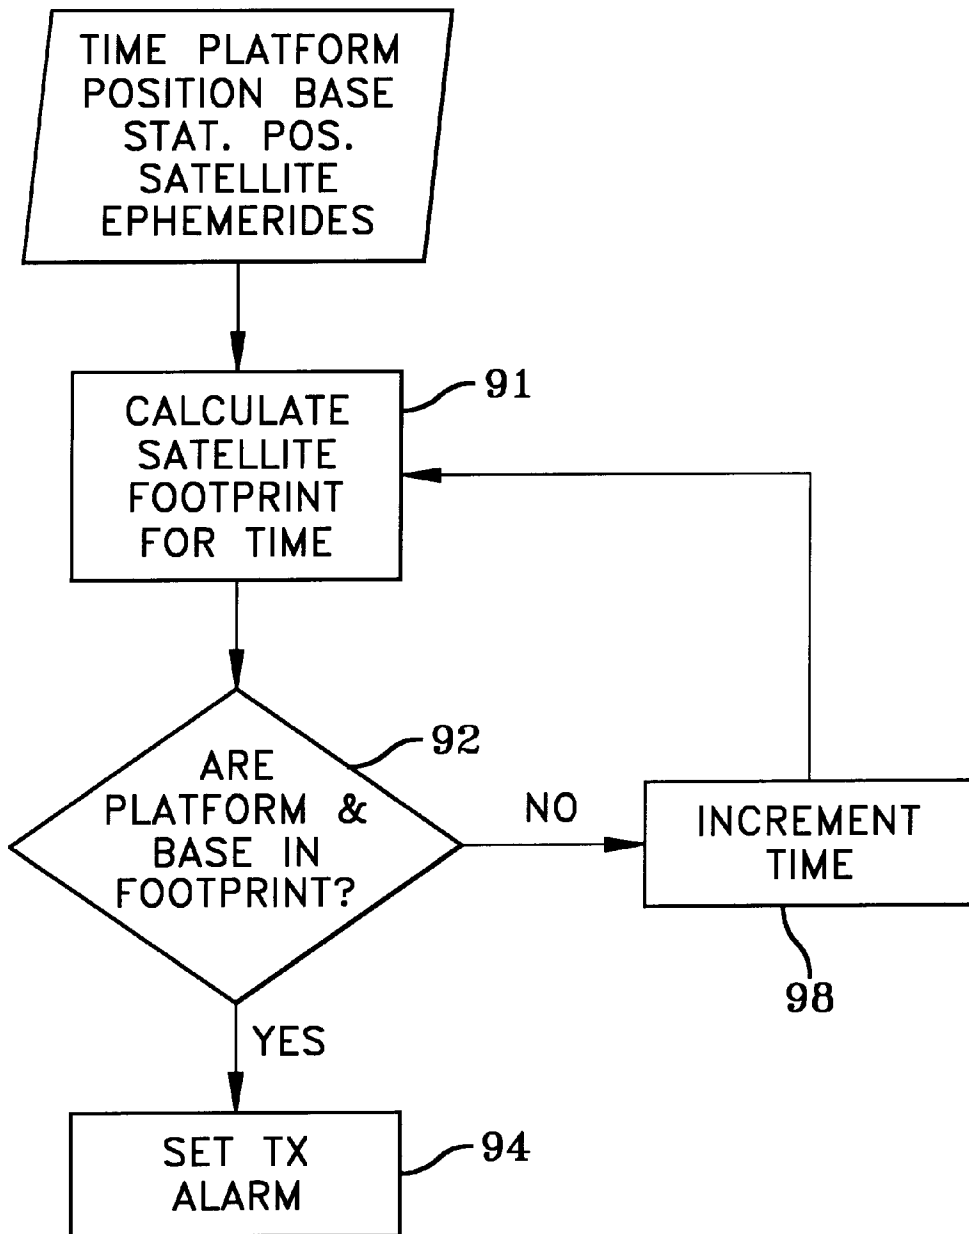 TIME PLATFORM
POSITION BASE
STAT. POS.
SATELLITE
EPHEMERIDES
91
CALCULATE
SATELLITE
FOOTPRINT
FOR TIME
92
ARE
PLATFORM &
BASE IN
FOOTPRINT?
NO
INCREMENT
TIME
98
YES
SET TX
ALARM
94